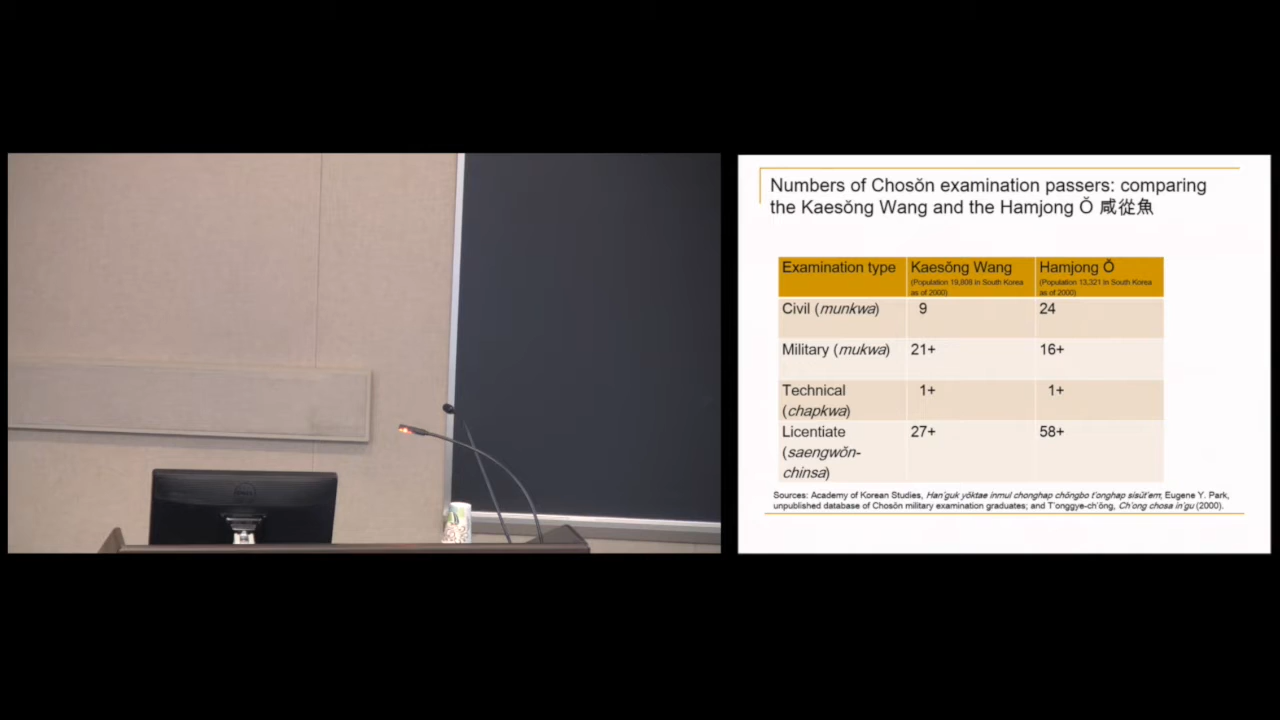 Numbers of Chosŏn examination passers: comparing
the Kaesŏng Wang and the Hamjong Ŏ 咸從魚
Examination type
Kaesŏng Wang
(Population 19,808 in South Korea
as of 2000)
Hamjong Ŏ
(Population 13,321 in South Korea
as of 2000)
Civil (munkwa)
9
24
Military (mukwa)
21+
16+
Technical
(chapkwa)
1+
1+
Licentiate
(saengwŏn-
chinsa)
27+
58+
Sources: Academy of Korean Studies, Han'guk yŏktae inmul chonghap chŏngbo t'onghap sisŭt'em; Eugene Y. Park,
unpublished database of Chosŏn military examination graduates; and T'onggye-ch'ŏng, Ch'ong chosa in'gu (2000).
DELL